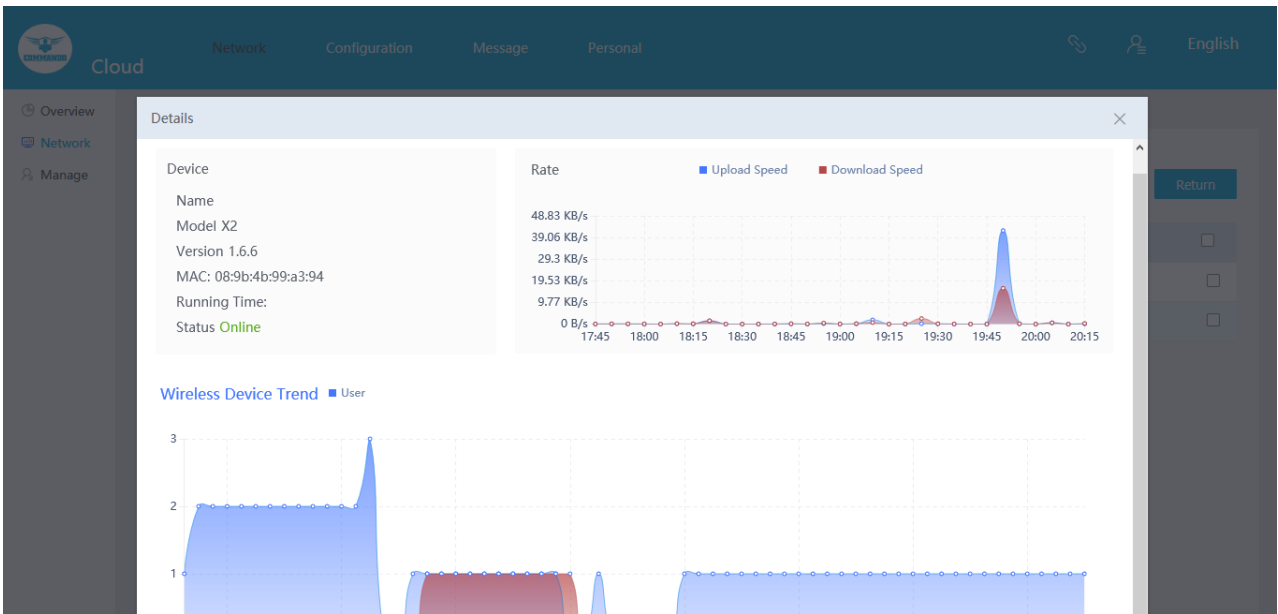 COMMANDO
Cloud
Network Configuration Message Personal English
Overview
Network
Manage
Details
Return
Device
Name
Model X2
Version 1.6.6
MAC: 08:9b:4b:99:a3:94
Running Time:
Status Online
Rate Upload Speed Download Speed
48.83 KB/s
39.06 KB/s
29.3 KB/s
19.53 KB/s
9.77 KB/s
0 B/s
17:45 18:00 18:15 18:30 18:45 19:00 19:15 19:30 19:45 20:00 20:15
Wireless Device Trend User
3
2
1